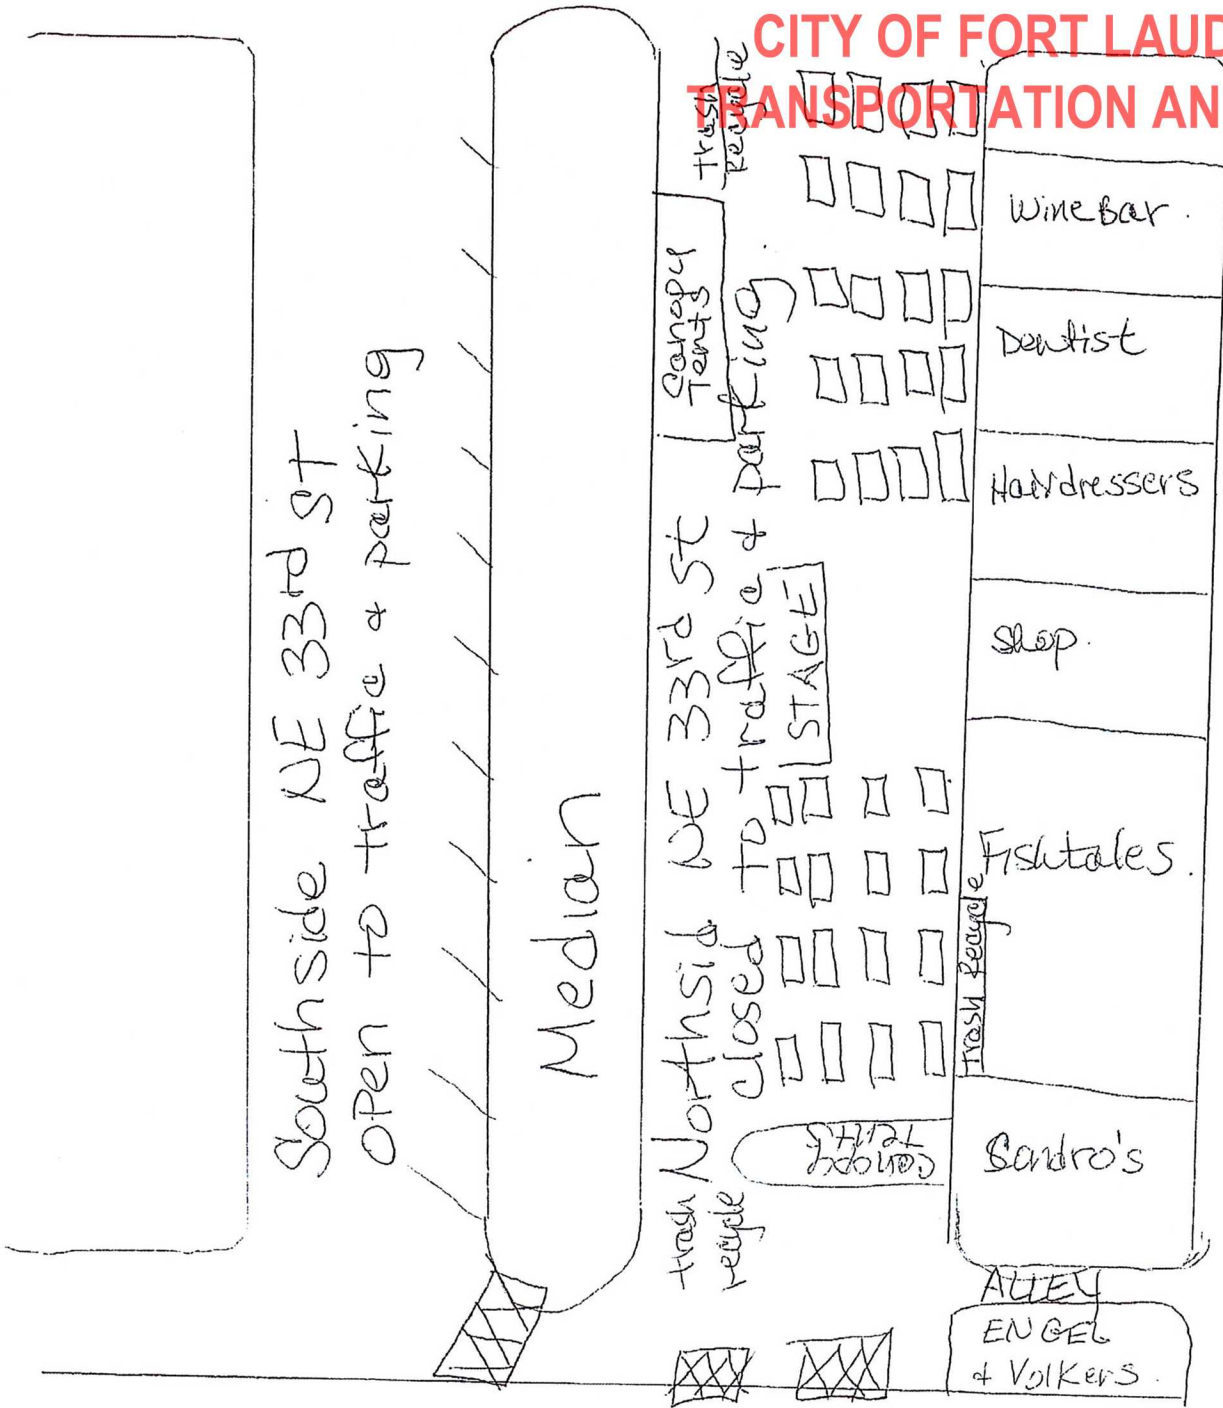 CITY OF FORT LAUD
TRANSPORTATION AN
Trash
Recycle
Wine Bar.
Canopy
Tents
Dentist
Hairdressers
Shop.
STAGE
Fishtales.
Trash Recycle
Sandro's
Canopy
Tents
ALLEY
ENGEL
& Volkers.
Northsid NE 33rd St
closed to traffic & parking
trash
recycle
Median
Southside NE 33rd ST
OPen to traffic & parking